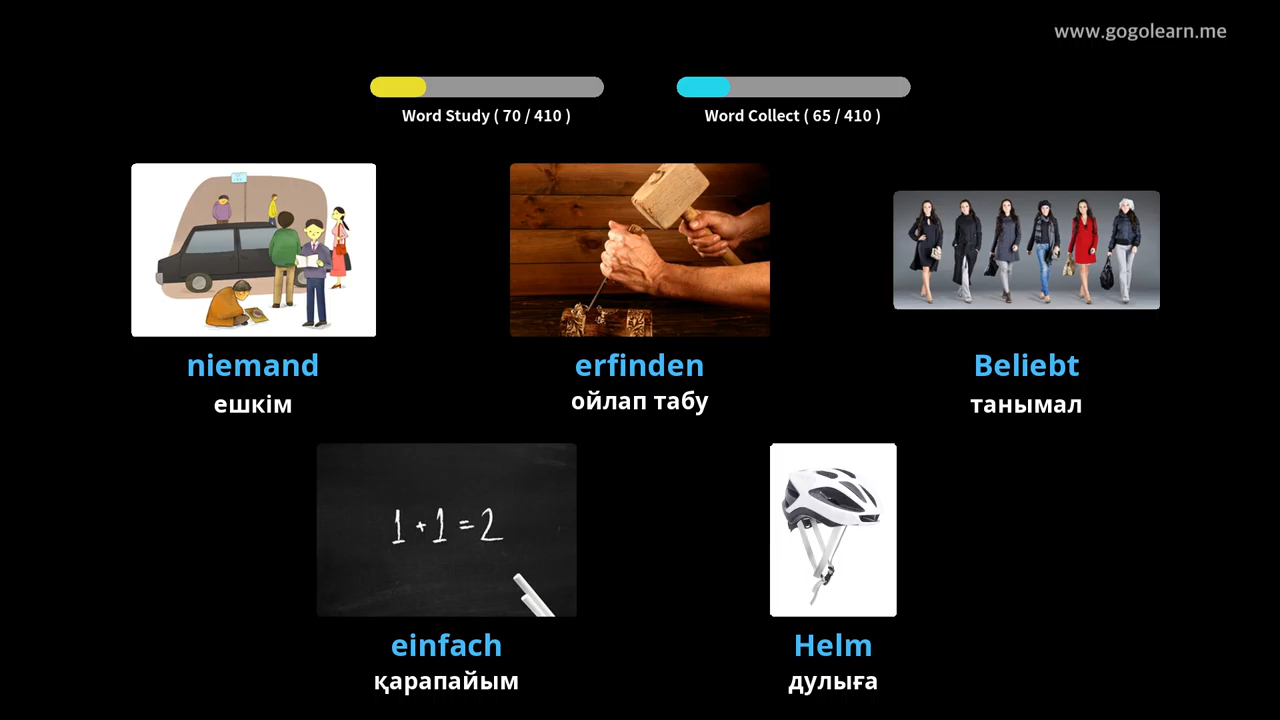 www.gogolearn.me
Word Study ( 70 / 410 )
Word Collect ( 65 / 410 )
niemand
ешкім
erfinden
ойлап табу
Beliebt
танымал
1 + 1 = 2
einfach
қарапайым
Helm
дулыға